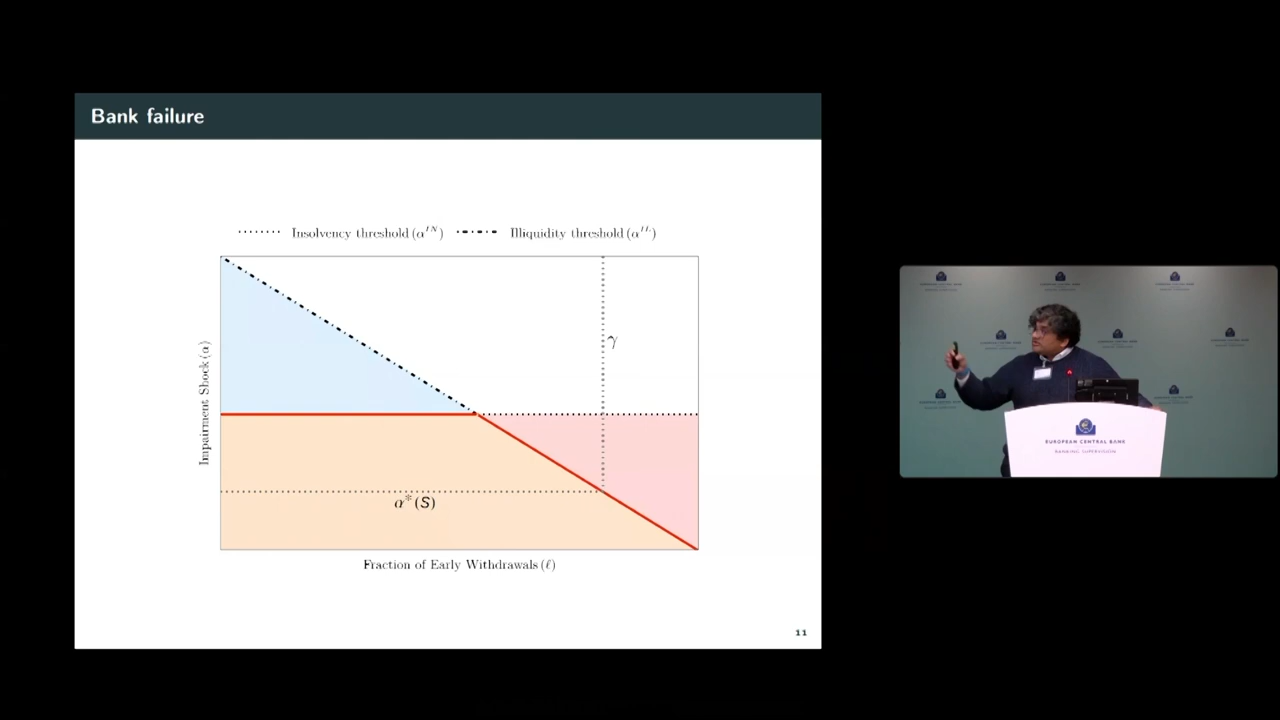 Bank failure
Insolvency threshold (α^IN) Illiquidity threshold (α^IL)
Impairment Shock (α)
γ
α*(S)
Fraction of Early Withdrawals (ℓ)
11
EUROPEAN CENTRAL BANK
BANKING SUPERVISION